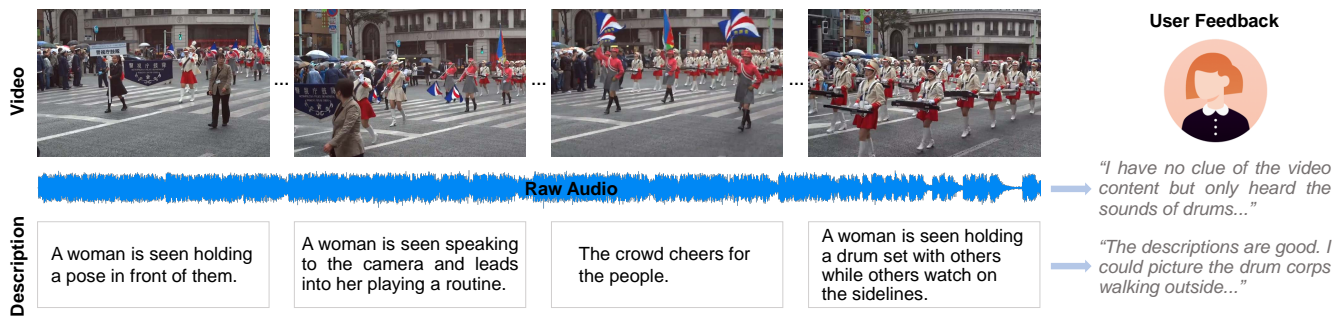 User Feedback
Video
...
...
...
Raw Audio
“I have no clue of the video
content but only heard the
sounds of drums...”
Description
A woman is seen holding
a pose in front of them.
A woman is seen speaking
to the camera and leads
into her playing a routine.
The crowd cheers for
the people.
A woman is seen holding
a drum set with others
while others watch on
the sidelines.
“The descriptions are good. I
could picture the drum corps
walking outside...”